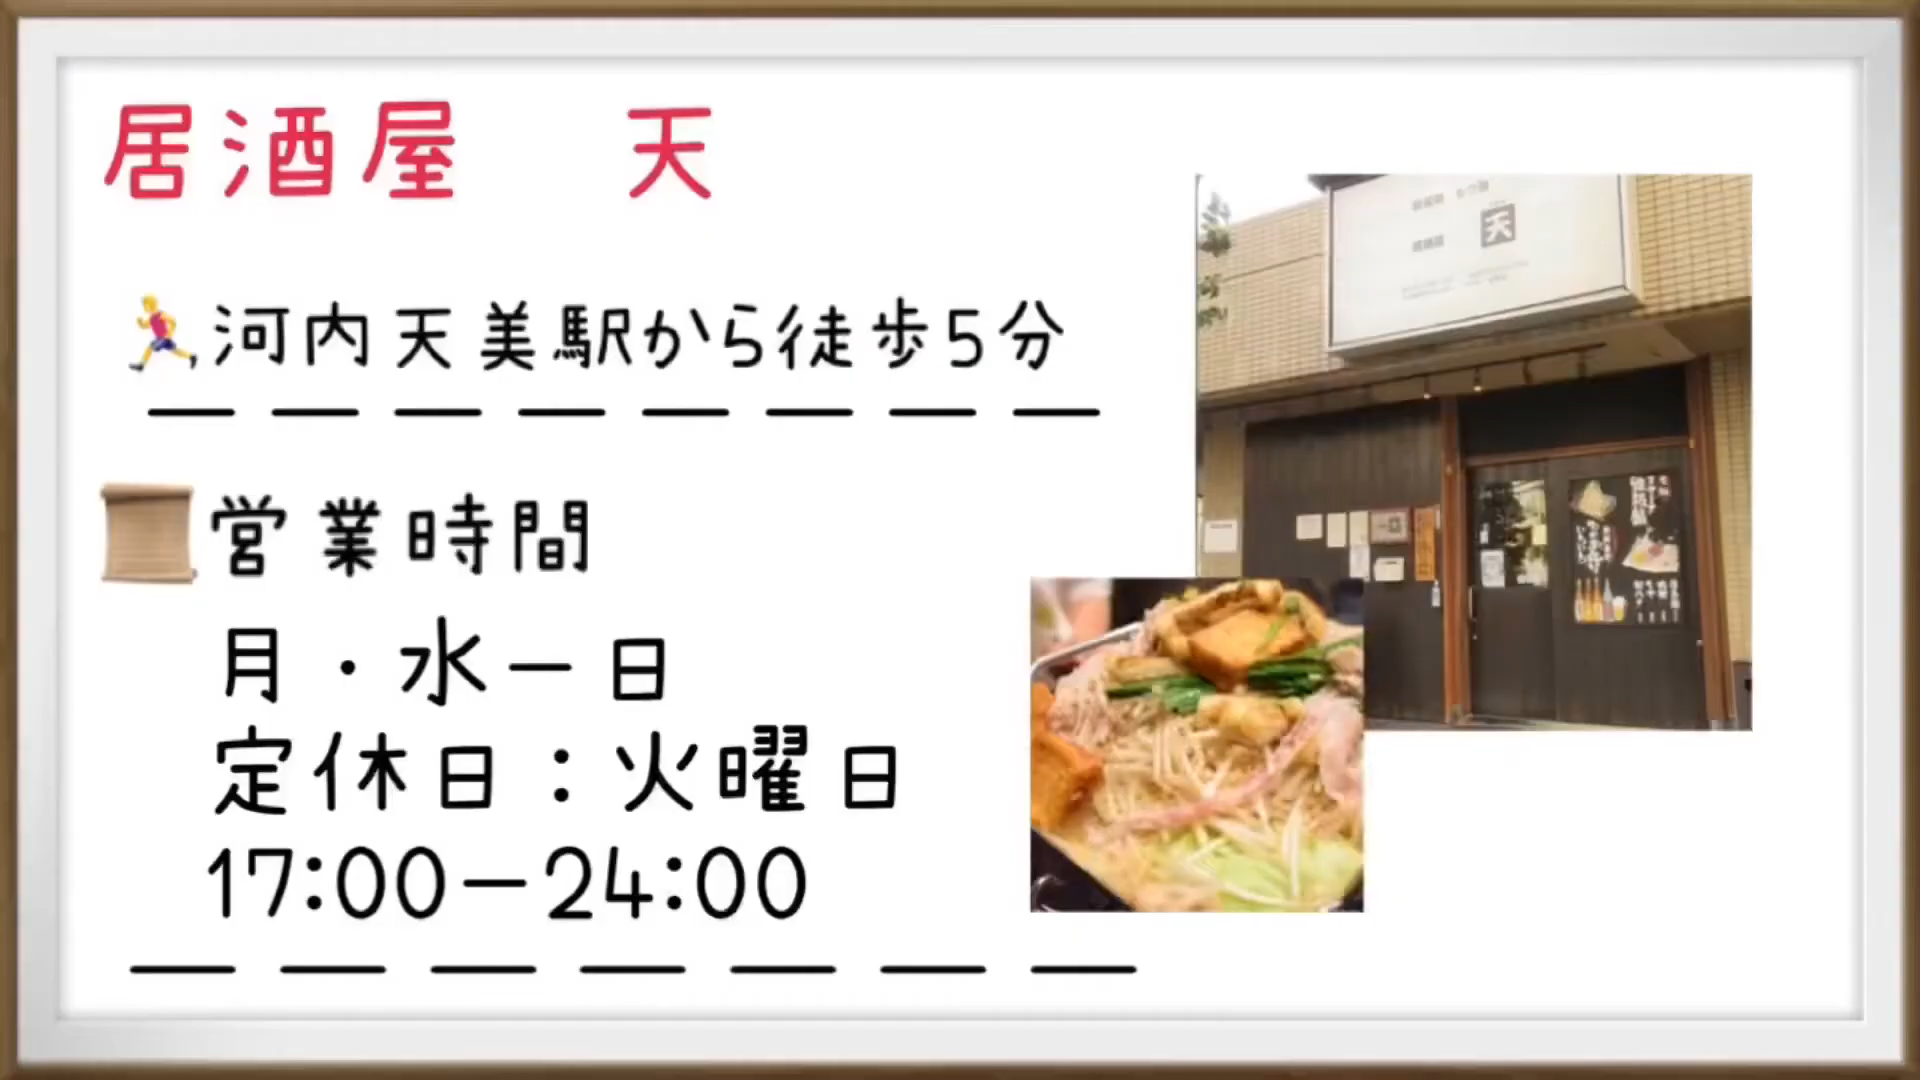 居酒屋　天
河内天美駅から徒歩5分
営業時間
月・水ー日
定休日：火曜日
17:00ー24:00
天